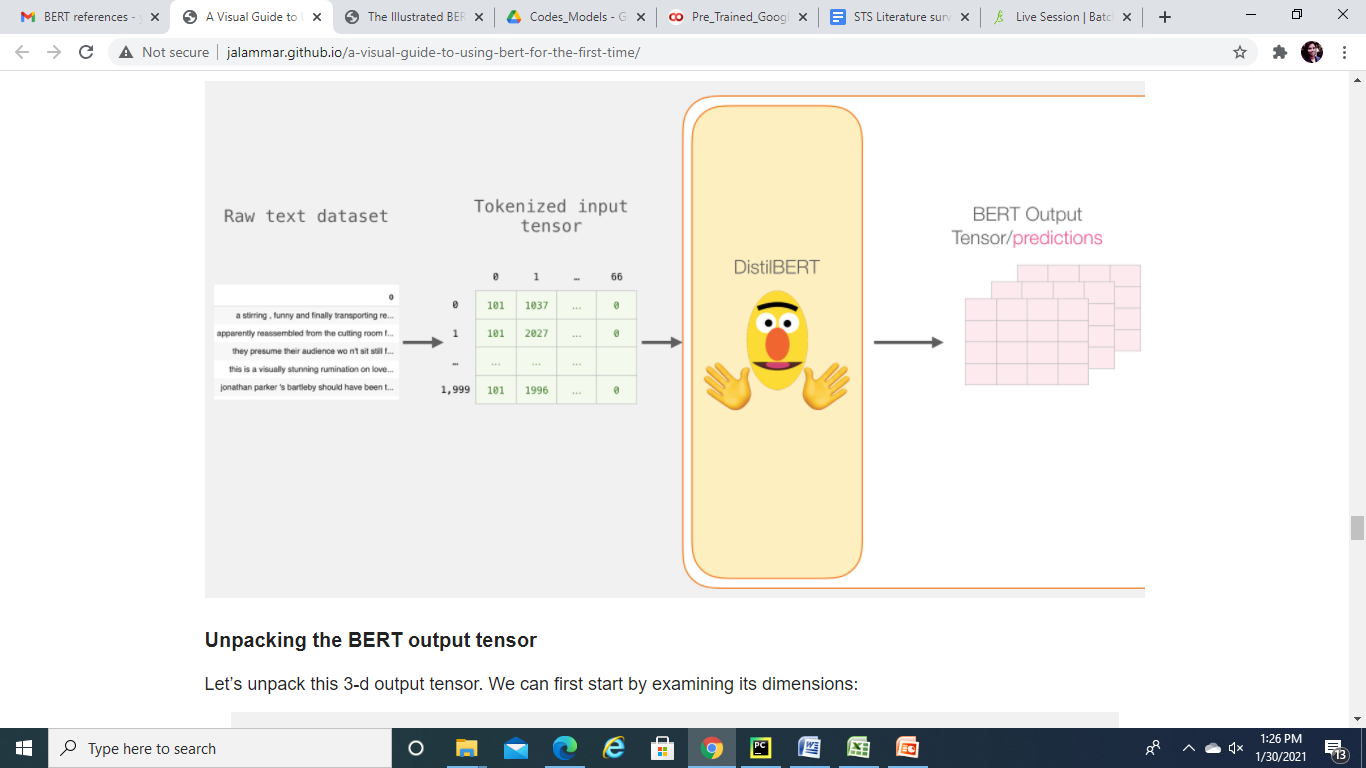 BERT references -
A Visual Guide to
The Illustrated BER
Codes_Models - G
Pre_Trained_Goog
STS Literature surv
Live Session | Batc
Not secure | jalammar.github.io/a-visual-guide-to-using-bert-for-the-first-time/
Raw text dataset
0
a stirring , funny and finally transporting re...
apparently reassembled from the cutting room f...
they presume their audience wo n't sit still f...
this is a visually stunning rumination on love...
jonathan parker 's bartleby should have been t...
Tokenized input
tensor
0 1 … 66
0 101 1037 ... 0
1 101 2027 ... 0
… ... ... ...
1,999 101 1996 ... 0
DistilBERT
BERT Output
Tensor/predictions
Unpacking the BERT output tensor
Let's unpack this 3-d output tensor. We can first start by examining its dimensions:
Type here to search
PC
1:26 PM
1/30/2021
13